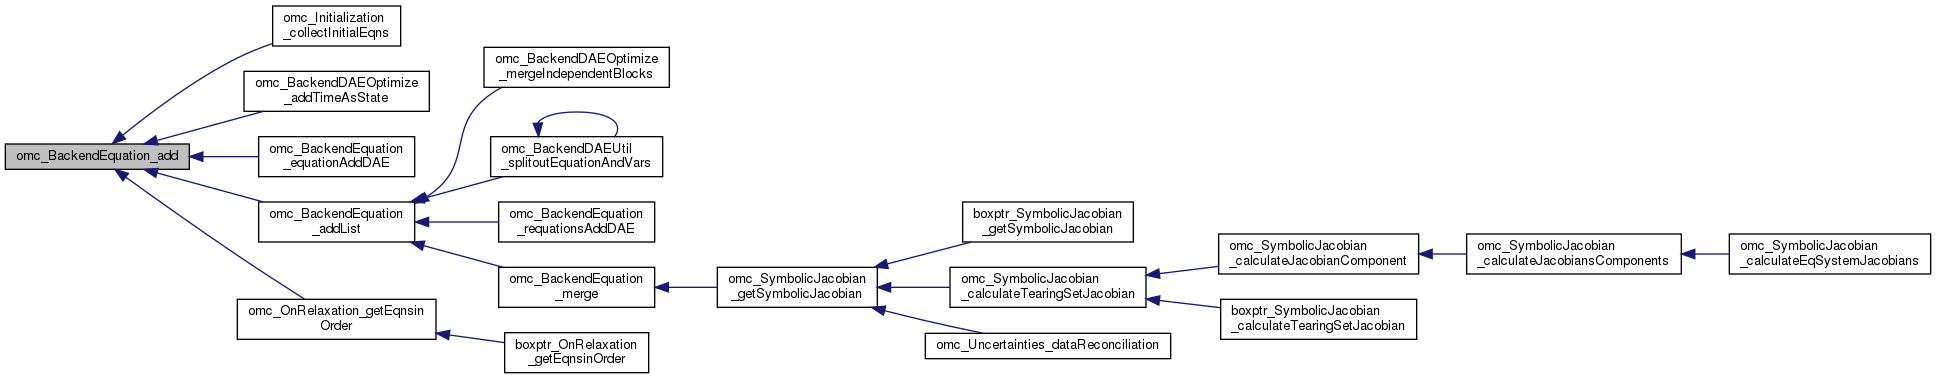 omc_BackendEquation_add
omc_Initialization
_collectInitialEqns
omc_BackendDAEOptimize
_addTimeAsState
omc_BackendEquation
_equationAddDAE
omc_BackendEquation
_addList
omc_OnRelaxation_getEqnsin
Order
omc_BackendDAEOptimize
_mergeIndependentBlocks
omc_BackendDAEUtil
_splitoutEquationAndVars
omc_BackendEquation
_requationsAddDAE
omc_BackendEquation
_merge
boxptr_OnRelaxation
_getEqnsinOrder
omc_SymbolicJacobian
_getSymbolicJacobian
boxptr_SymbolicJacobian
_getSymbolicJacobian
omc_SymbolicJacobian
_calculateTearingSetJacobian
omc_Uncertainties_dataReconciliation
omc_SymbolicJacobian
_calculateJacobianComponent
boxptr_SymbolicJacobian
_calculateTearingSetJacobian
omc_SymbolicJacobian
_calculateJacobiansComponents
omc_SymbolicJacobian
_calculateEqSystemJacobians